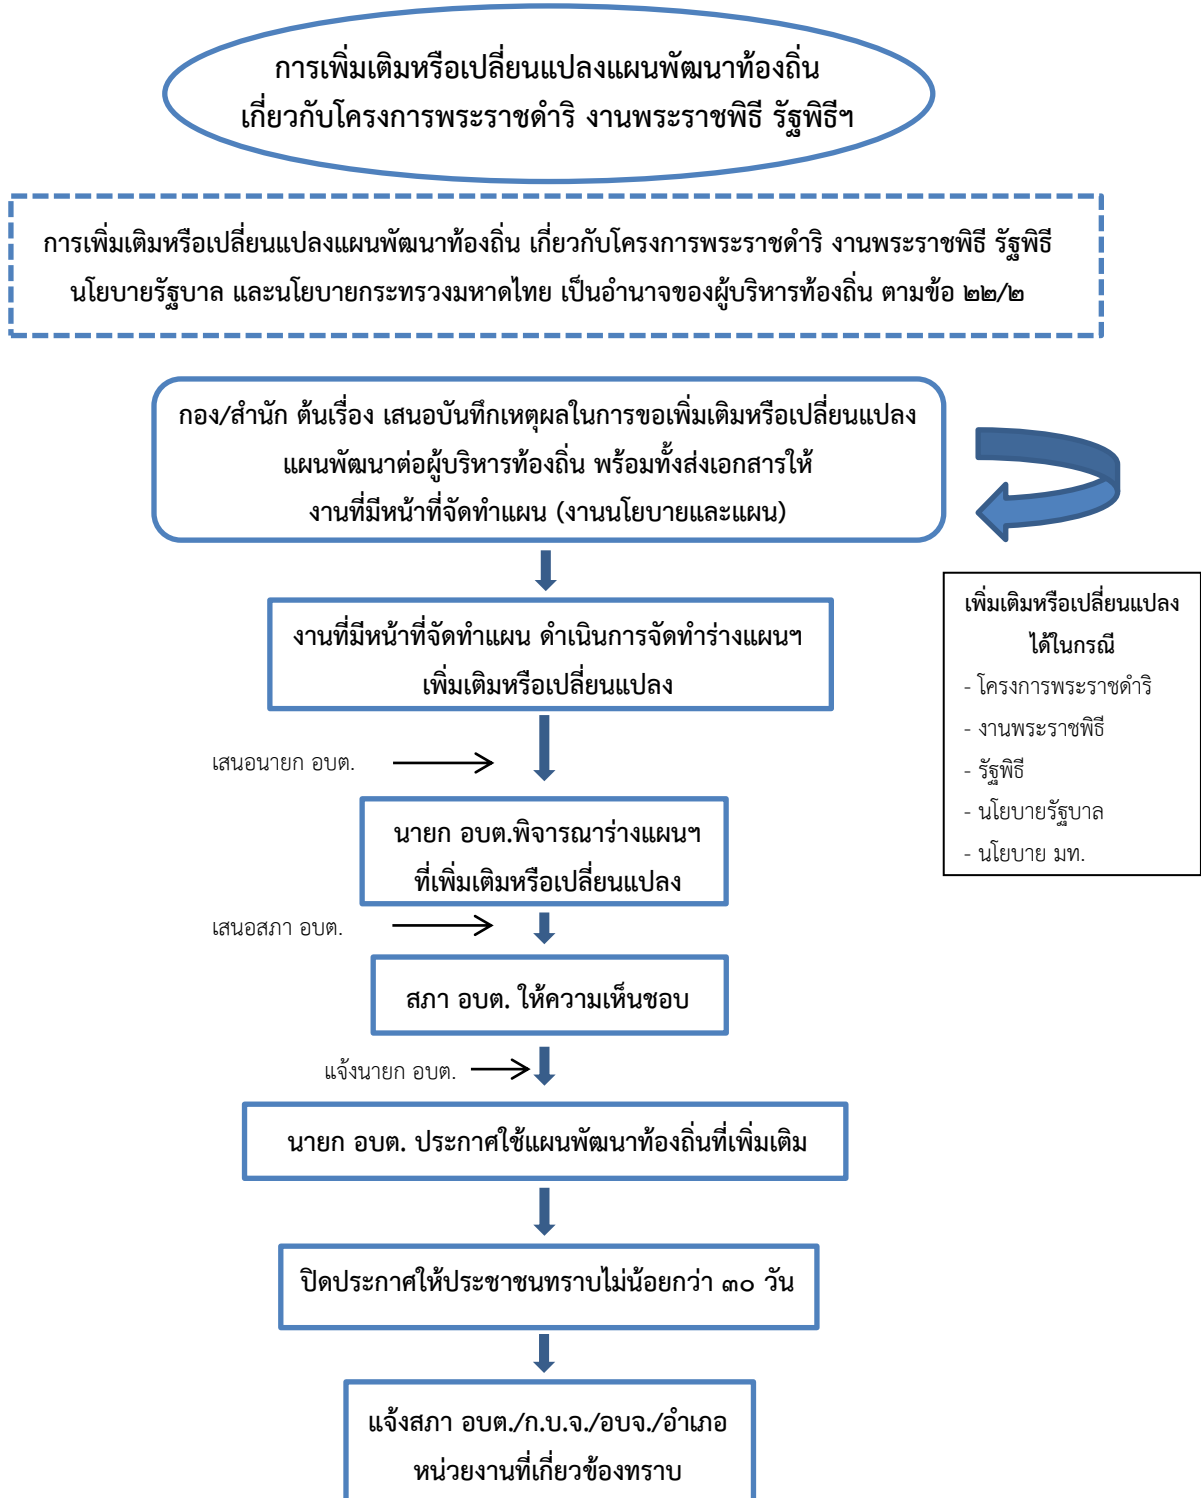 การเพิ่มเติมหรือเปลี่ยนแปลงแผนพัฒนาท้องถิ่น
เกี่ยวกับโครงการพระราชดำริ งานพระราชพิธี รัฐพิธีฯ
การเพิ่มเติมหรือเปลี่ยนแปลงแผนพัฒนาท้องถิ่น เกี่ยวกับโครงการพระราชดำริ งานพระราชพิธี รัฐพิธี
นโยบายรัฐบาล และนโยบายกระทรวงมหาดไทย เป็นอำนาจของผู้บริหารท้องถิ่น ตามข้อ ๒๒/๒
กอง/สำนัก ต้นเรื่อง เสนอบันทึกเหตุผลในการขอเพิ่มเติมหรือเปลี่ยนแปลง
แผนพัฒนาต่อผู้บริหารท้องถิ่น พร้อมทั้งส่งเอกสารให้
งานที่มีหน้าที่จัดทำแผน (งานนโยบายและแผน)
เพิ่มเติมหรือเปลี่ยนแปลง
ได้ในกรณี
- โครงการพระราชดำริ
- งานพระราชพิธี
- รัฐพิธี
- นโยบายรัฐบาล
- นโยบาย มท.
งานที่มีหน้าที่จัดทำแผน ดำเนินการจัดทำร่างแผนฯ
เพิ่มเติมหรือเปลี่ยนแปลง
เสนอนายก อบต.
นายก อบต.พิจารณาร่างแผนฯ
ที่เพิ่มเติมหรือเปลี่ยนแปลง
เสนอสภา อบต.
สภา อบต. ให้ความเห็นชอบ
แจ้งนายก อบต.
นายก อบต. ประกาศใช้แผนพัฒนาท้องถิ่นที่เพิ่มเติม
ปิดประกาศให้ประชาชนทราบไม่น้อยกว่า ๓๐ วัน
แจ้งสภา อบต./ก.บ.จ./อบจ./อำเภอ
หน่วยงานที่เกี่ยวข้องทราบ